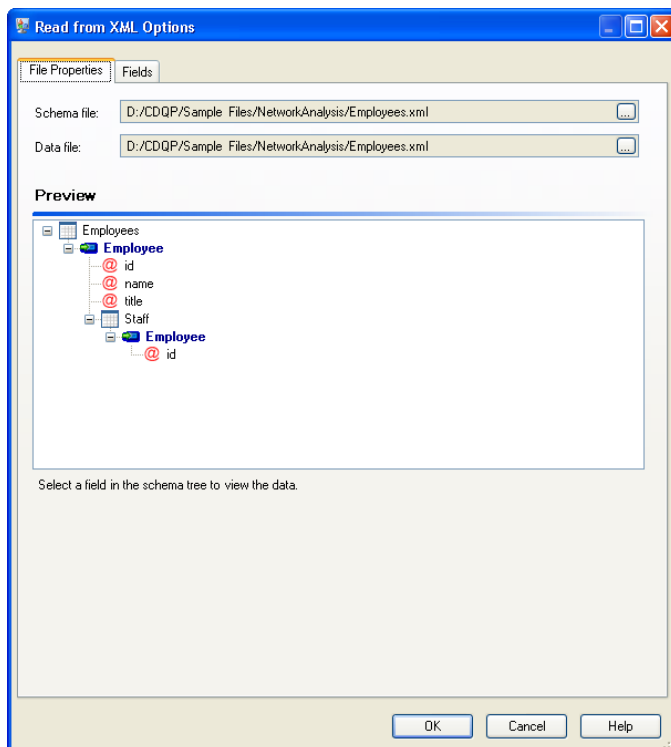 Read from XML Options
File Properties
Fields
Schema file:
D:/CDQP/Sample Files/NetworkAnalysis/Employees.xml
...
Data file:
D:/CDQP/Sample Files/NetworkAnalysis/Employees.xml
...
Preview
Employees
Employee
@ id
@ name
@ title
Staff
Employee
@ id
Select a field in the schema tree to view the data.
OK
Cancel
Help